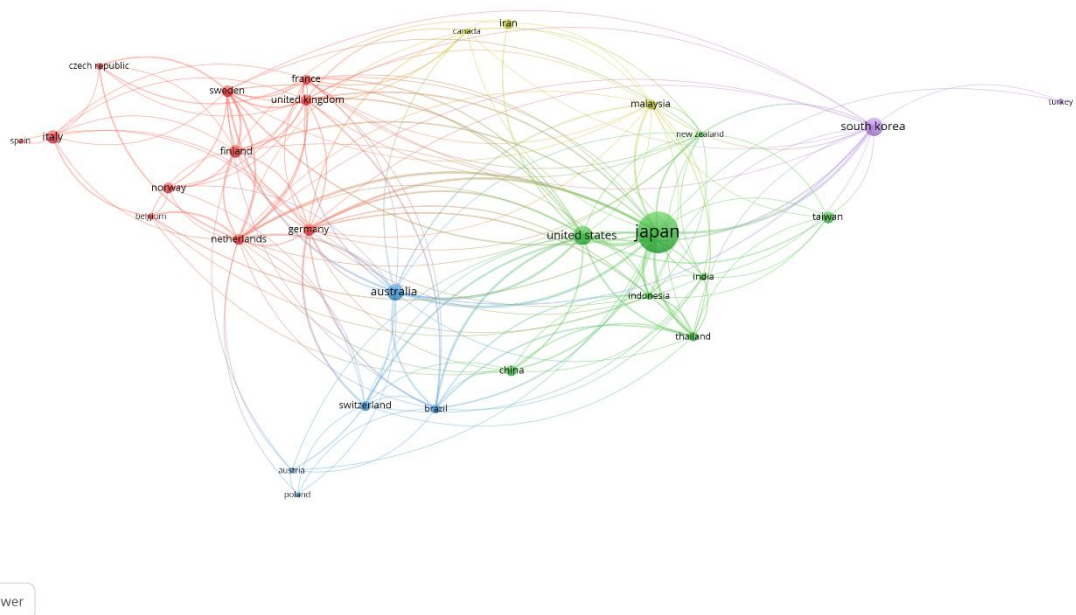 iran
canada
czech republic
france
sweden
united kingdom
turkey
malaysia
south korea
new zealand
spain
italy
finland
norway
belgium
taiwan
germany
netherlands
united states
japan
india
australia
indonesia
thailand
china
switzerland
brazil
austria
poland
wer